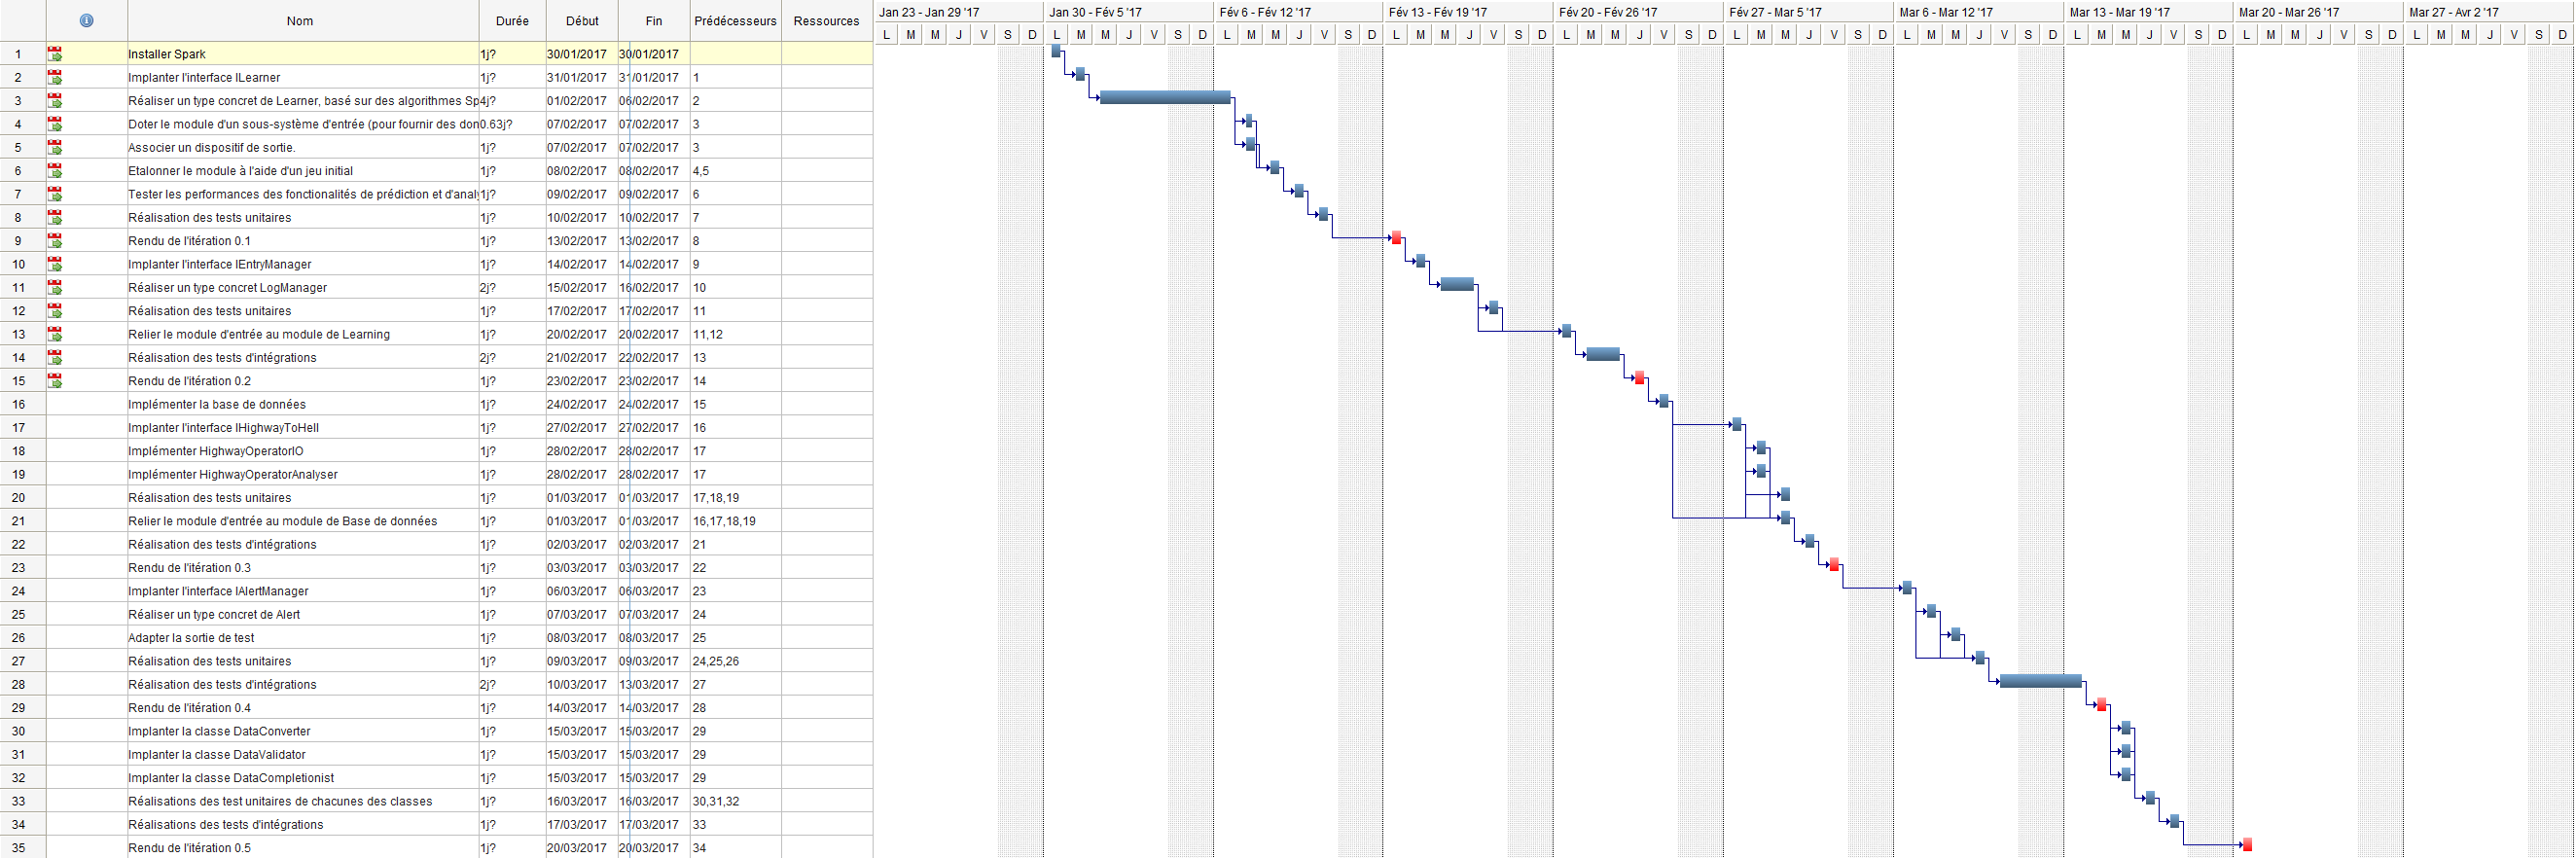 Nom Durée Début Fin Prédécesseurs Ressources
Jan 23 - Jan 29 '17 Jan 30 - Fév 5 '17 Fév 6 - Fév 12 '17 Fév 13 - Fév 19 '17 Fév 20 - Fév 26 '17 Fév 27 - Mar 5 '17 Mar 6 - Mar 12 '17 Mar 13 - Mar 19 '17 Mar 20 - Mar 26 '17 Mar 27 - Avr 2 '17
L M M J V S D L M M J V S D L M M J V S D L M M J V S D L M M J V S D L M M J V S D L M M J V S D L M M J V S D L M M J V S D L M M J V S D
1 Installer Spark 1j? 30/01/2017 30/01/2017
2 Implanter l'interface ILearner 1j? 31/01/2017 31/01/2017 1
3 Réaliser un type concret de Learner, basé sur des algorithmes Sp 4j? 01/02/2017 06/02/2017 2
4 Doter le module d'un sous-système d'entrée (pour fournir des don 0.63j? 07/02/2017 07/02/2017 3
5 Associer un dispositif de sortie. 1j? 07/02/2017 07/02/2017 3
6 Etalonner le module à l'aide d'un jeu initial 1j? 08/02/2017 08/02/2017 4,5
7 Tester les performances des fonctionalités de prédiction et d'analy 1j? 09/02/2017 09/02/2017 6
8 Réalisation des tests unitaires 1j? 10/02/2017 10/02/2017 7
9 Rendu de l'itération 0.1 1j? 13/02/2017 13/02/2017 8
10 Implanter l'interface IEntryManager 1j? 14/02/2017 14/02/2017 9
11 Réaliser un type concret LogManager 2j? 15/02/2017 16/02/2017 10
12 Réalisation des tests unitaires 1j? 17/02/2017 17/02/2017 11
13 Relier le module d'entrée au module de Learning 1j? 20/02/2017 20/02/2017 11,12
14 Réalisation des tests d'intégrations 2j? 21/02/2017 22/02/2017 13
15 Rendu de l'itération 0.2 1j? 23/02/2017 23/02/2017 14
16 Implémenter la base de données 1j? 24/02/2017 24/02/2017 15
17 Implanter l'interface IHighwayToHell 1j? 27/02/2017 27/02/2017 16
18 Implémenter HighwayOperatorIO 1j? 28/02/2017 28/02/2017 17
19 Implémenter HighwayOperatorAnalyser 1j? 28/02/2017 28/02/2017 17
20 Réalisation des tests unitaires 1j? 01/03/2017 01/03/2017 17,18,19
21 Relier le module d'entrée au module de Base de données 1j? 01/03/2017 01/03/2017 16,17,18,19
22 Réalisation des tests d'intégrations 1j? 02/03/2017 02/03/2017 21
23 Rendu de l'itération 0.3 1j? 03/03/2017 03/03/2017 22
24 Implanter l'interface IAlertManager 1j? 06/03/2017 06/03/2017 23
25 Réaliser un type concret de Alert 1j? 07/03/2017 07/03/2017 24
26 Adapter la sortie de test 1j? 08/03/2017 08/03/2017 25
27 Réalisation des tests unitaires 1j? 09/03/2017 09/03/2017 24,25,26
28 Réalisation des tests d'intégrations 2j? 10/03/2017 13/03/2017 27
29 Rendu de l'itération 0.4 1j? 14/03/2017 14/03/2017 28
30 Implanter la classe DataConverter 1j? 15/03/2017 15/03/2017 29
31 Implanter la classe DataValidator 1j? 15/03/2017 15/03/2017 29
32 Implanter la classe DataCompletionist 1j? 15/03/2017 15/03/2017 29
33 Réalisations des test unitaires de chacunes des classes 1j? 16/03/2017 16/03/2017 30,31,32
34 Réalisations des tests d'intégrations 1j? 17/03/2017 17/03/2017 33
35 Rendu de l'itération 0.5 1j? 20/03/2017 20/03/2017 34